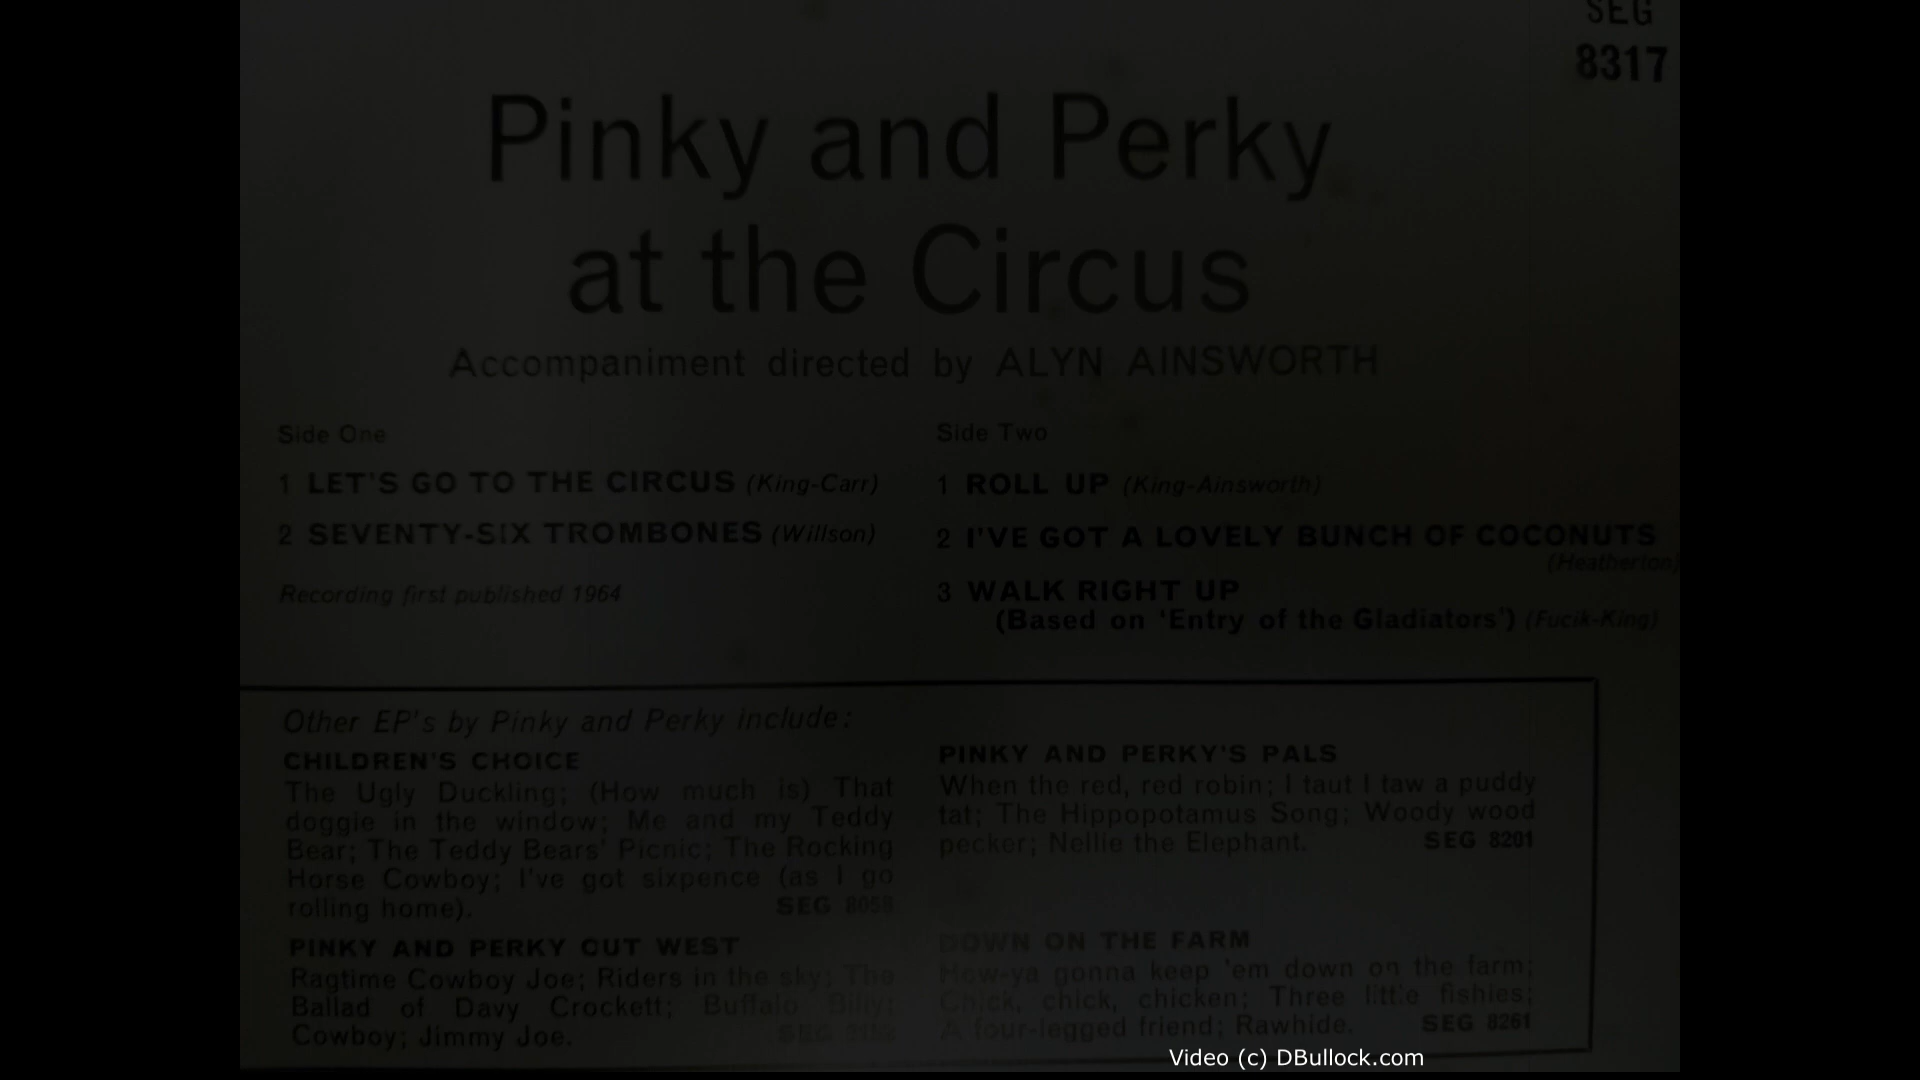 SEG
8317
Pinky and Perky
at the Circus
Accompaniment directed by ALYN AINSWORTH
Side One
1 LET'S GO TO THE CIRCUS (King-Carr)
2 SEVENTY-SIX TROMBONES (Willson)
Recording first published 1964
Side Two
1 ROLL UP (King-Ainsworth)
2 I'VE GOT A LOVELY BUNCH OF COCONUTS
(Heatherton)
3 WALK RIGHT UP
(Based on 'Entry of the Gladiators') (Fucik-King)
Other EP's by Pinky and Perky include:
CHILDREN'S CHOICE
The Ugly Duckling; (How much is) That
doggie in the window; Me and my Teddy
Bear; The Teddy Bears' Picnic; The Rocking
Horse Cowboy; I've got sixpence (as I go
rolling home). SEG 8058
PINKY AND PERKY OUT WEST
Ragtime Cowboy Joe; Riders in the sky; The
Ballad of Davy Crockett; Buffalo Billy;
Cowboy; Jimmy Joe. SEG
PINKY AND PERKY'S PALS
When the red, red robin; I taut I taw a puddy
tat; The Hippopotamus Song; Woody wood
pecker; Nellie the Elephant. SEG 8201
DOWN ON THE FARM
How-ya gonna keep 'em down on the farm;
Chick, chick, chicken; Three little fishies;
A four-legged friend; Rawhide. SEG 8261
Video (c) DBullock.com